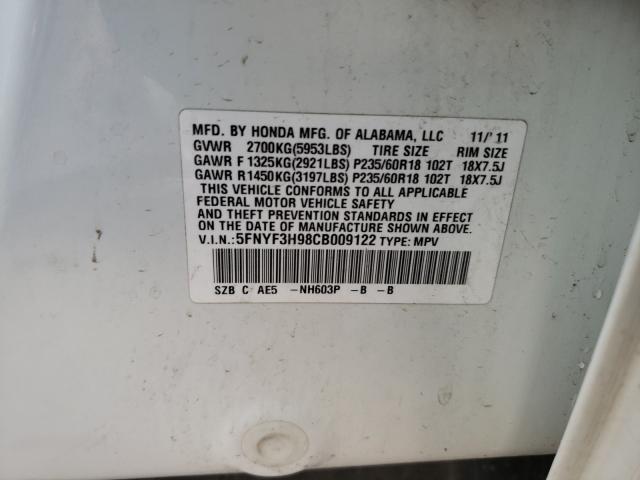 MFD. BY HONDA MFG. OF ALABAMA, LLC 11/'11
GVWR 2700KG(5953LBS) TIRE SIZE RIM SIZE
GAWR F 1325KG(2921LBS) P235/60R18 102T 18X7.5J
GAWR R1450KG(3197LBS) P235/60R18 102T 18X7.5J
THIS VEHICLE CONFORMS TO ALL APPLICABLE
FEDERAL MOTOR VEHICLE SAFETY
AND THEFT PREVENTION STANDARDS IN EFFECT
ON THE DATE OF MANUFACTURE SHOWN ABOVE.
V.I.N.:5FNYF3H98CB009122 TYPE: MPV
SZB C AE5 -NH603P -B -B